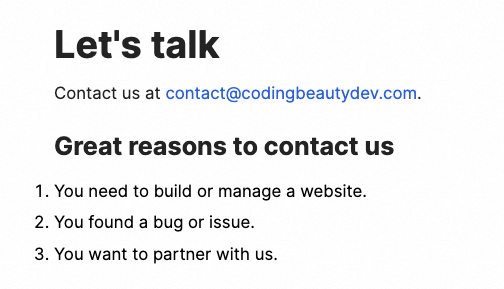 Let's talk
Contact us at contact@codingbeautydev.com.
Great reasons to contact us
1. You need to build or manage a website.
2. You found a bug or issue.
3. You want to partner with us.